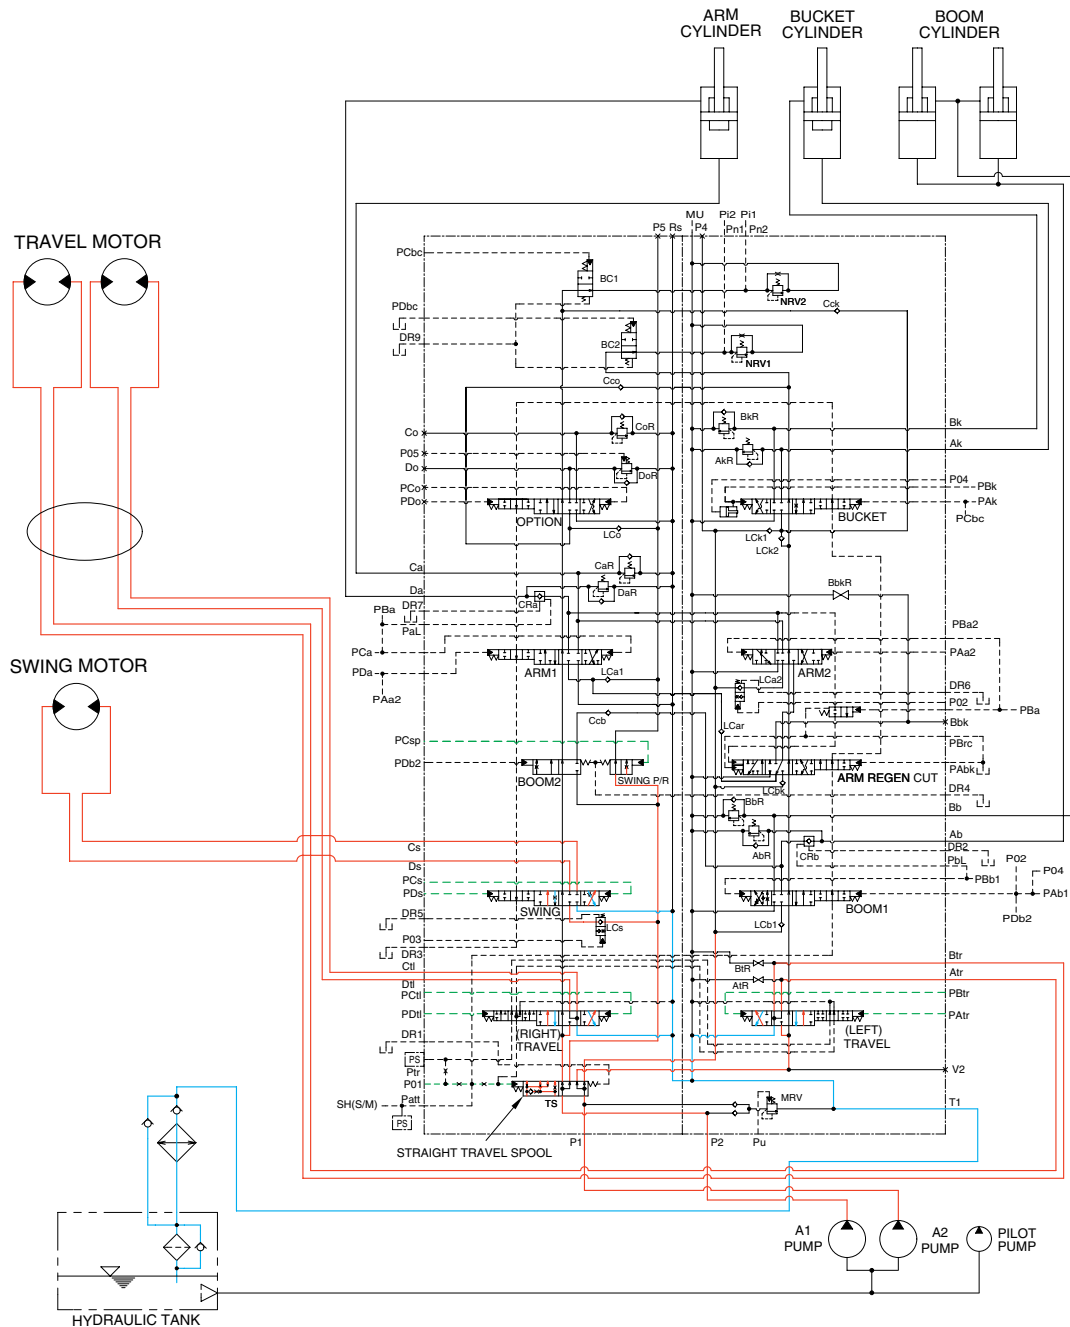 ARM
CYLINDER
BUCKET
CYLINDER
BOOM
CYLINDER
TRAVEL MOTOR
SWING MOTOR
P5 Rs
MU
P4
Pi2
Pi1
Pn1
Pn2
PCbc
BC1
NRV2
Cck
PDbc
DR9
BC2
NRV1
Cco
Co
CoR
BkR
Bk
P05
Do
DoR
AkR
Ak
PCo
PDo
OPTION
LCo
P04
PBk
PAk
PCbc
BUCKET
LCk1
LCk2
Ca
CaR
Da
DaR
CRa
BbkR
DR7
PBa
PaL
PCa
PDa
PAa2
ARM1
LCa1
PBa2
PAa2
ARM2
LCa2
DR6
P02
PBa
Ccb
LCar
Bbk
PCsp
PDb2
BOOM2
SWING P/R
PBrc
PAbk
ARM REGEN CUT
LCbk
DR4
BbR
Bb
AbR
CRb
Ab
DR2
PbL
P02
P04
PBb1
PAb1
PDb2
Cs
Ds
PCs
PDs
SWING
DR5
LCs
P03
DR3
BOOM1
LCb1
Ctl
Dtl
PCtl
PDtl
BtR
AtR
Btr
Atr
PBtr
PAtr
DR1
(RIGHT)
TRAVEL
(LEFT)
TRAVEL
PS
Ptr
P01
Patt
SH(S/M)
PS
TS
V2
MRV
T1
P1
P2
Pu
STRAIGHT TRAVEL SPOOL
A1
PUMP
A2
PUMP
PILOT
PUMP
HYDRAULIC TANK